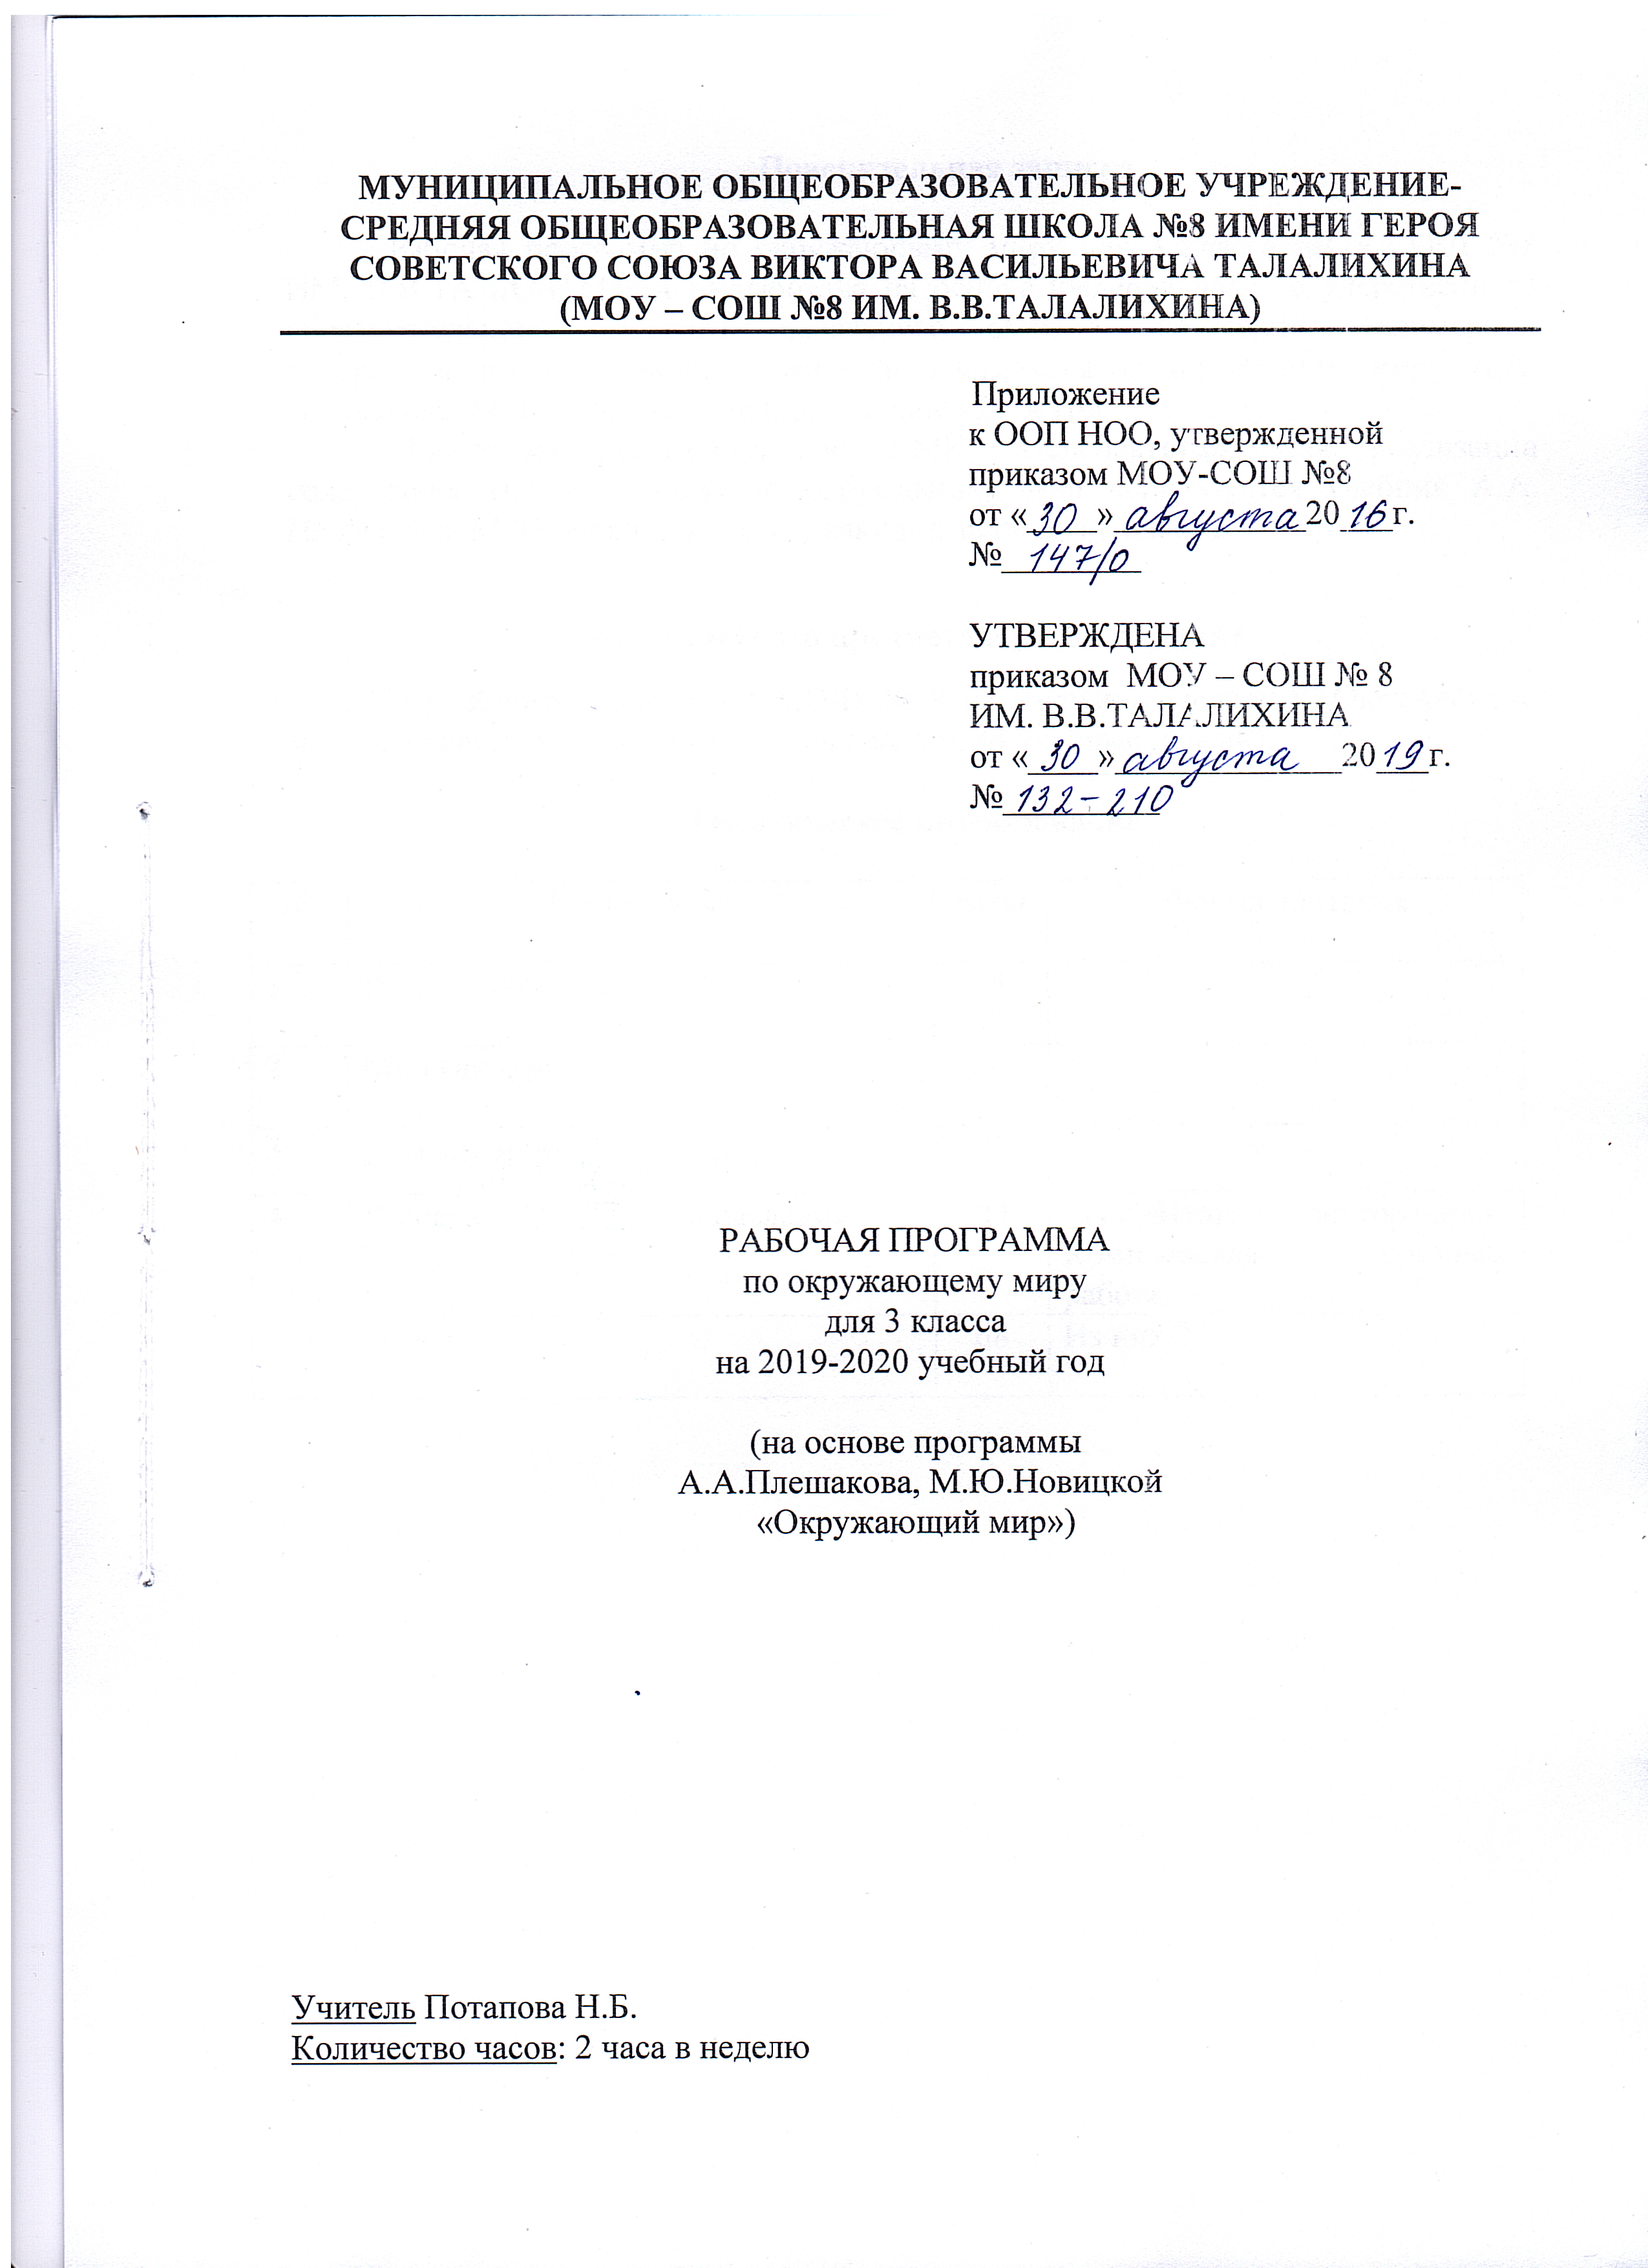 МУНИЦИПАЛЬНОЕ ОБЩЕОБРАЗОВАТЕЛЬНОЕ УЧРЕЖДЕНИЕ-
СРЕДНЯЯ ОБЩЕОБРАЗОВАТЕЛЬНАЯ ШКОЛА №8 ИМЕНИ ГЕРОЯ
СОВЕТСКОГО СОЮЗА ВИКТОРА ВАСИЛЬЕВИЧА ТАЛАЛИХИНА
(МОУ – СОШ №8 ИМ. В.В.ТАЛАЛИХИНА)
Приложение
к ООП НОО, утвержденной
приказом МОУ-СОШ №8
от «30» августа 2016г.
№ 147/0
УТВЕРЖДЕНА
приказом МОУ – СОШ № 8
ИМ. В.В.ТАЛАЛИХИНА
от «30» августа 2019г.
№ 132-210
РАБОЧАЯ ПРОГРАММА
по окружающему миру
для 3 класса
на 2019-2020 учебный год
(на основе программы
А.А.Плешакова, М.Ю.Новицкой
«Окружающий мир»)
Учитель Потапова Н.Б.
Количество часов: 2 часа в неделю